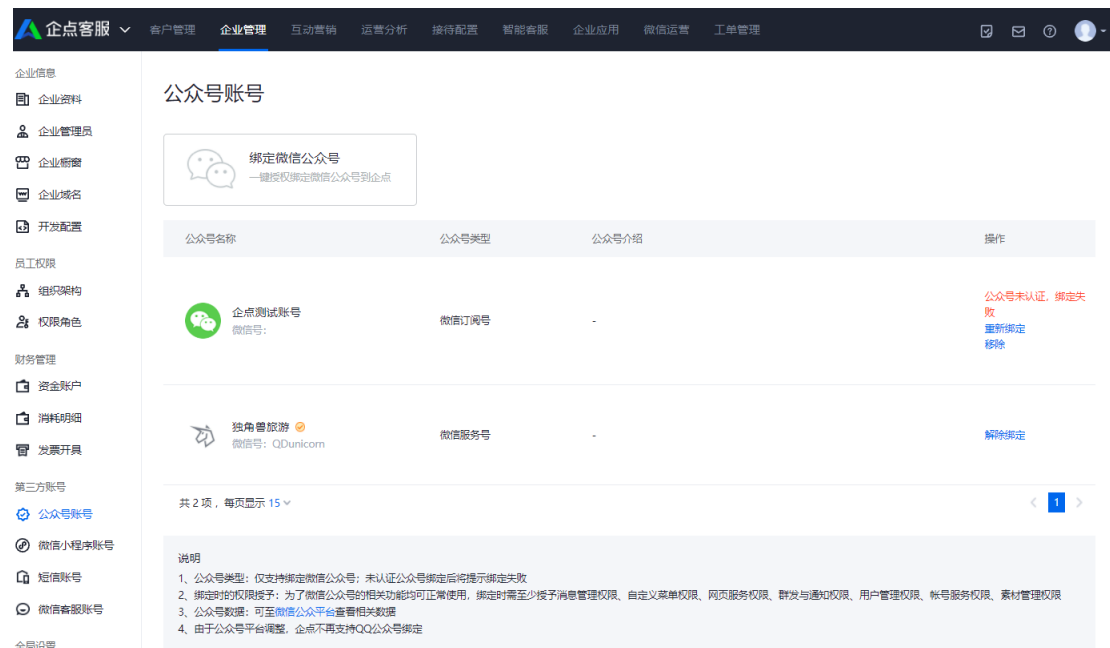 企点客服
客户管理 企业管理 互动营销 运营分析 接待配置 智能客服 企业应用 微信运营 工单管理
企业信息
企业资料
企业管理员
企业橱窗
企业域名
开发配置
员工权限
组织架构
权限角色
财务管理
资金账户
消耗明细
发票开具
第三方账号
公众号账号
微信小程序账号
短信账号
微信客服账号
全局设置
公众号账号
绑定微信公众号
一键授权绑定微信公众号到企点
公众号名称 公众号类型 公众号介绍 操作
企点测试账号
微信号:
微信订阅号
-
公众号未认证，绑定失
败
重新绑定
移除
独角兽旅游
微信号: QDunicorn
微信服务号
-
解除绑定
共 2 项，每页显示 15
1
说明
1、公众号类型：仅支持绑定微信公众号；未认证公众号绑定后将提示绑定失败
2、绑定时的权限授予：为了微信公众号的相关功能均可正常使用，绑定时需至少授予消息管理权限、自定义菜单权限、网页服务权限、群发与通知权限、用户管理权限、帐号服务权限、素材管理权限
3、公众号数据：可至微信公众平台查看相关数据
4、由于公众号平台调整，企点不再支持QQ公众号绑定